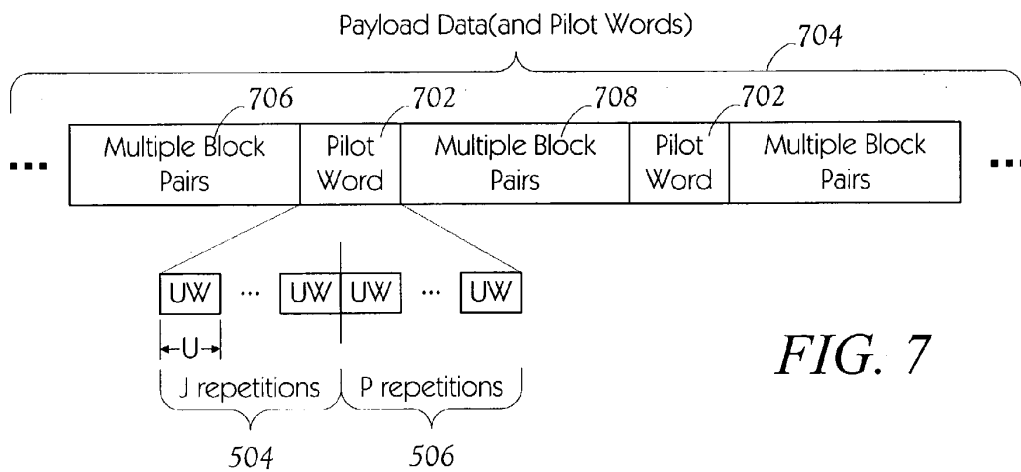 Payload Data(and Pilot Words)
704
706
702
708
702
... Multiple Block Pairs
Pilot Word
Multiple Block Pairs
Pilot Word
Multiple Block Pairs ...
UW ... UW UW ... UW
U
J repetitions P repetitions
504 506
FIG. 7